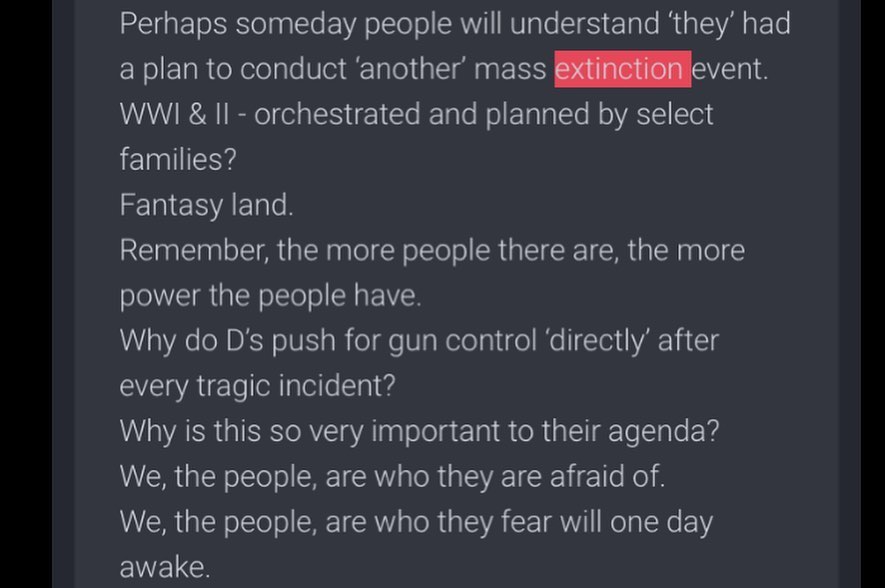 Perhaps someday people will understand ‘they’ had
a plan to conduct ‘another’ mass extinction event.
WWI & II - orchestrated and planned by select
families?
Fantasy land.
Remember, the more people there are, the more
power the people have.
Why do D’s push for gun control ‘directly’ after
every tragic incident?
Why is this so very important to their agenda?
We, the people, are who they are afraid of.
We, the people, are who they fear will one day
awake.